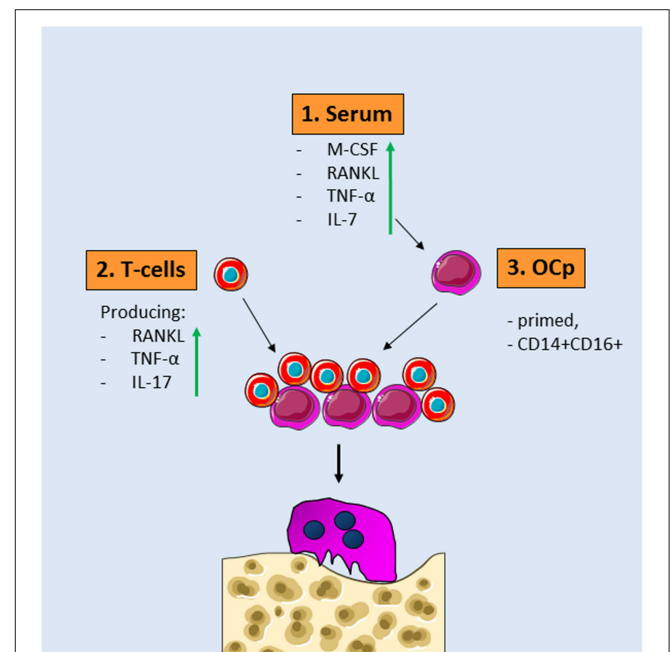 1. Serum
- M-CSF
- RANKL
- TNF-α
- IL-7
2. T-cells
Producing:
- RANKL
- TNF-α
- IL-17
3. OCp
- primed,
- CD14+CD16+